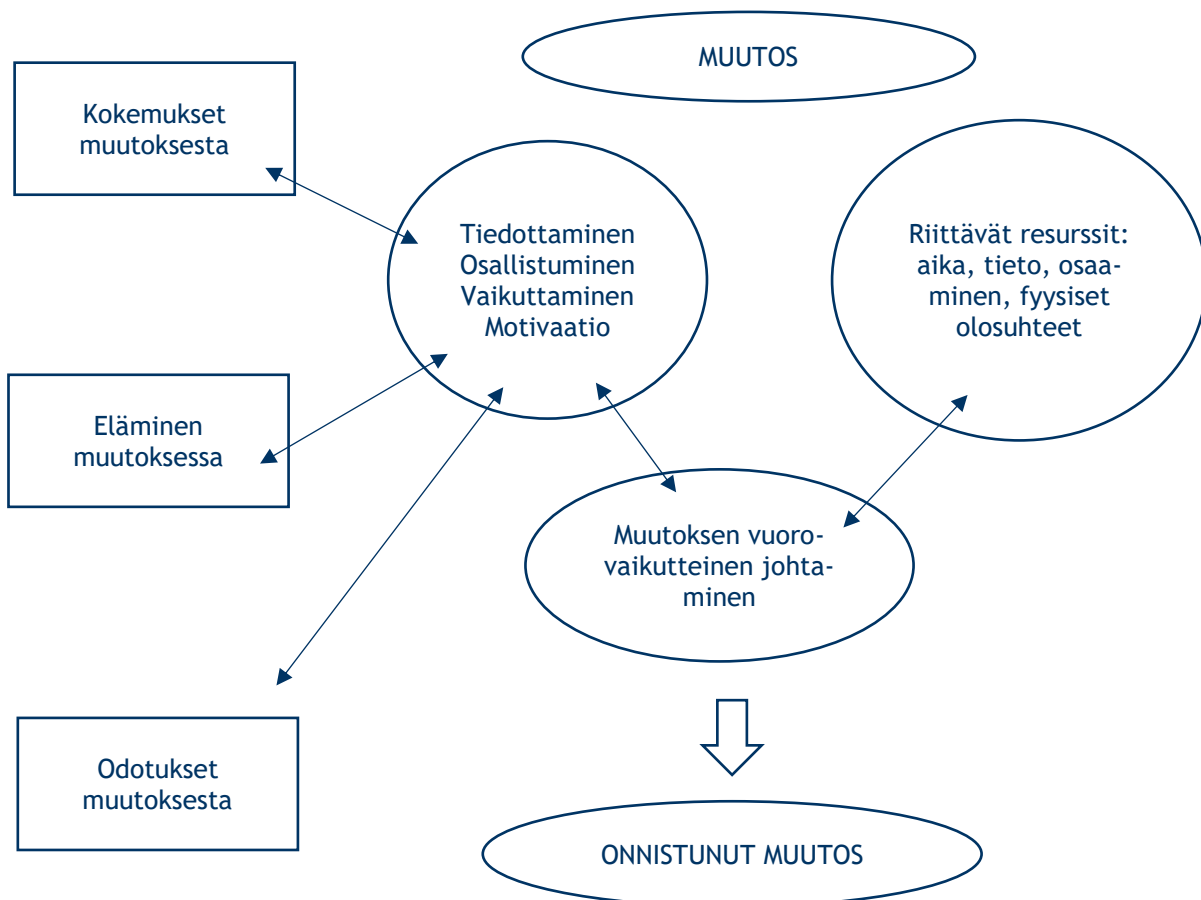 MUUTOS
Kokemukset
muutoksesta
Tiedottaminen
Osallistuminen
Vaikuttaminen
Motivaatio
Riittävät resurssit:
aika, tieto, osaa-
minen, fyysiset
olosuhteet
Eläminen
muutoksessa
Muutoksen vuoro-
vaikutteinen johta-
minen
Odotukset
muutoksesta
ONNISTUNUT MUUTOS